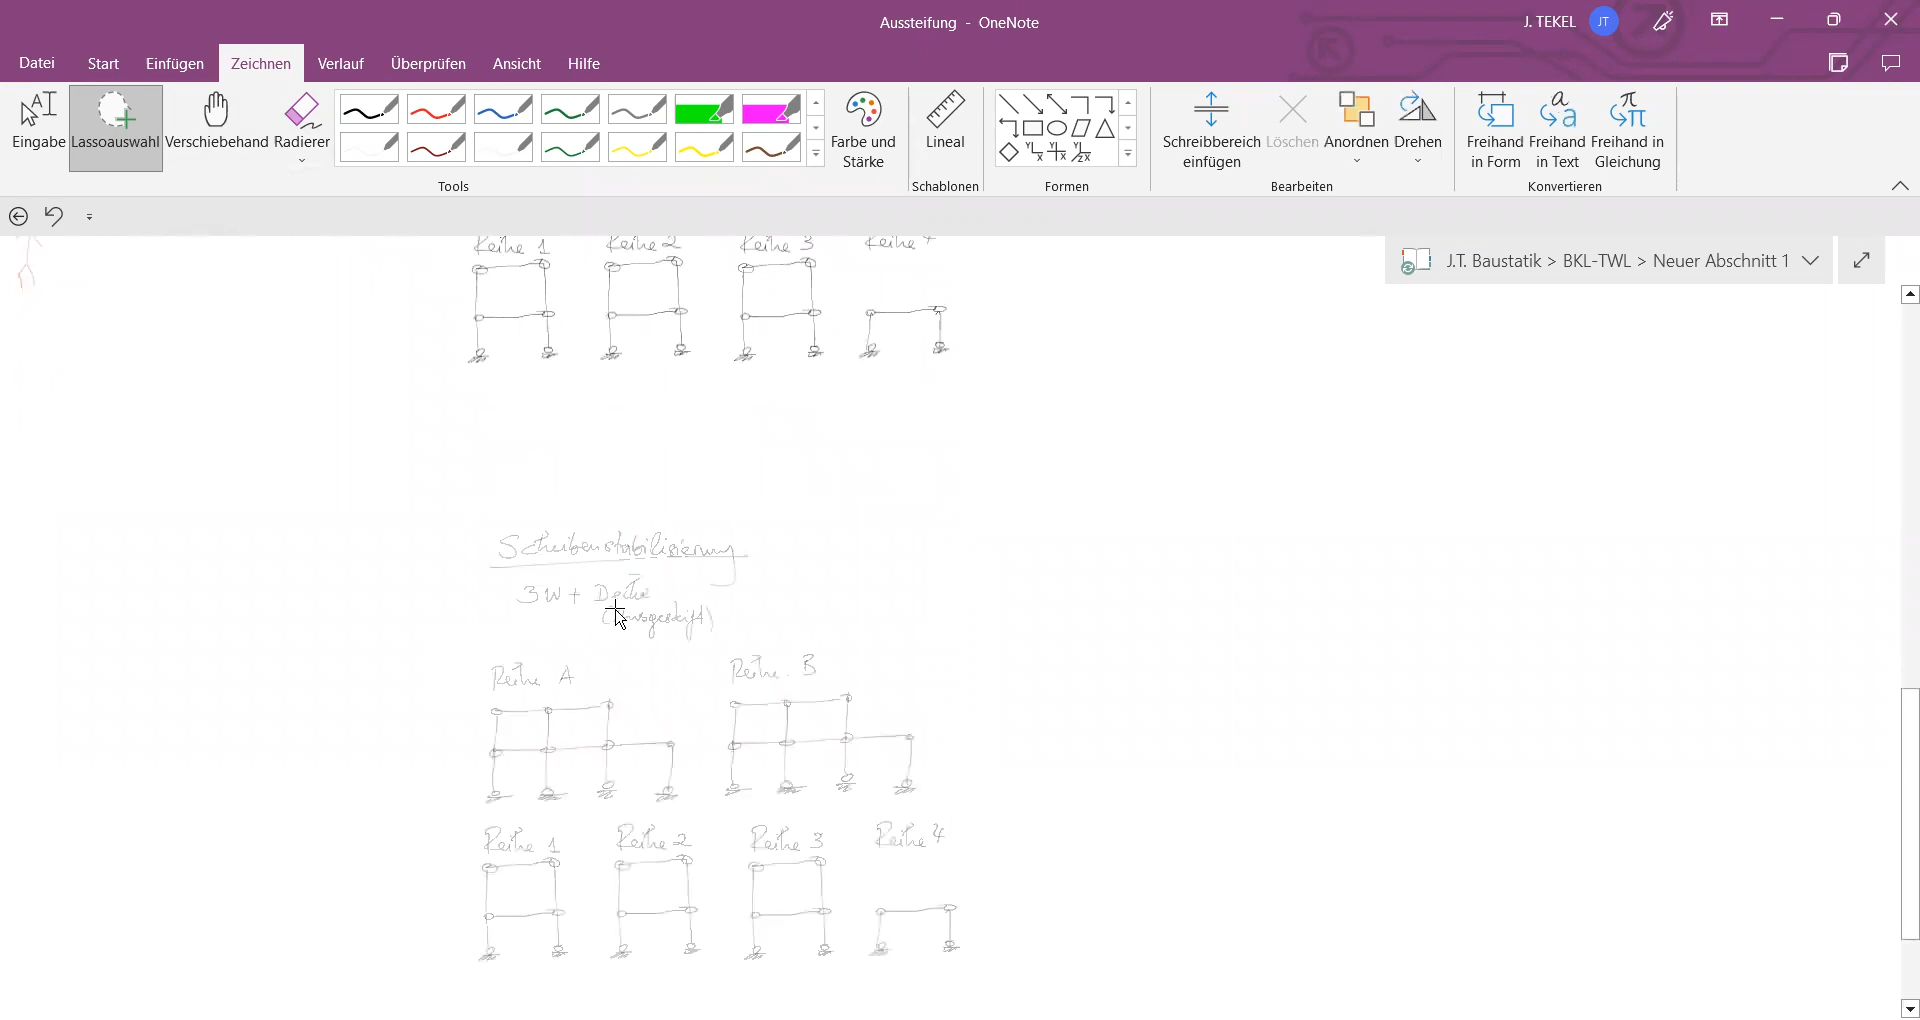 Aussteifung - OneNote
J. TEKEL
JT
Datei
Start
Einfügen
Zeichnen
Verlauf
Überprüfen
Ansicht
Hilfe
Eingabe
Lassoauswahl
Verschiebehand
Radierer
Farbe und Stärke
Lineal
Schreibbereich einfügen
Löschen
Anordnen
Drehen
Freihand in Form
Freihand in Text
Freihand in Gleichung
Tools
Schablonen
Formen
Bearbeiten
Konvertieren
J.T. Baustatik > BKL-TWL > Neuer Abschnitt 1
Reihe 1
Reihe 2
Reihe 3
Reihe 4
Scheibenstabilisierung
3 W +
Reihe A
Reihe B
Reihe 1
Reihe 2
Reihe 3
Reihe 4